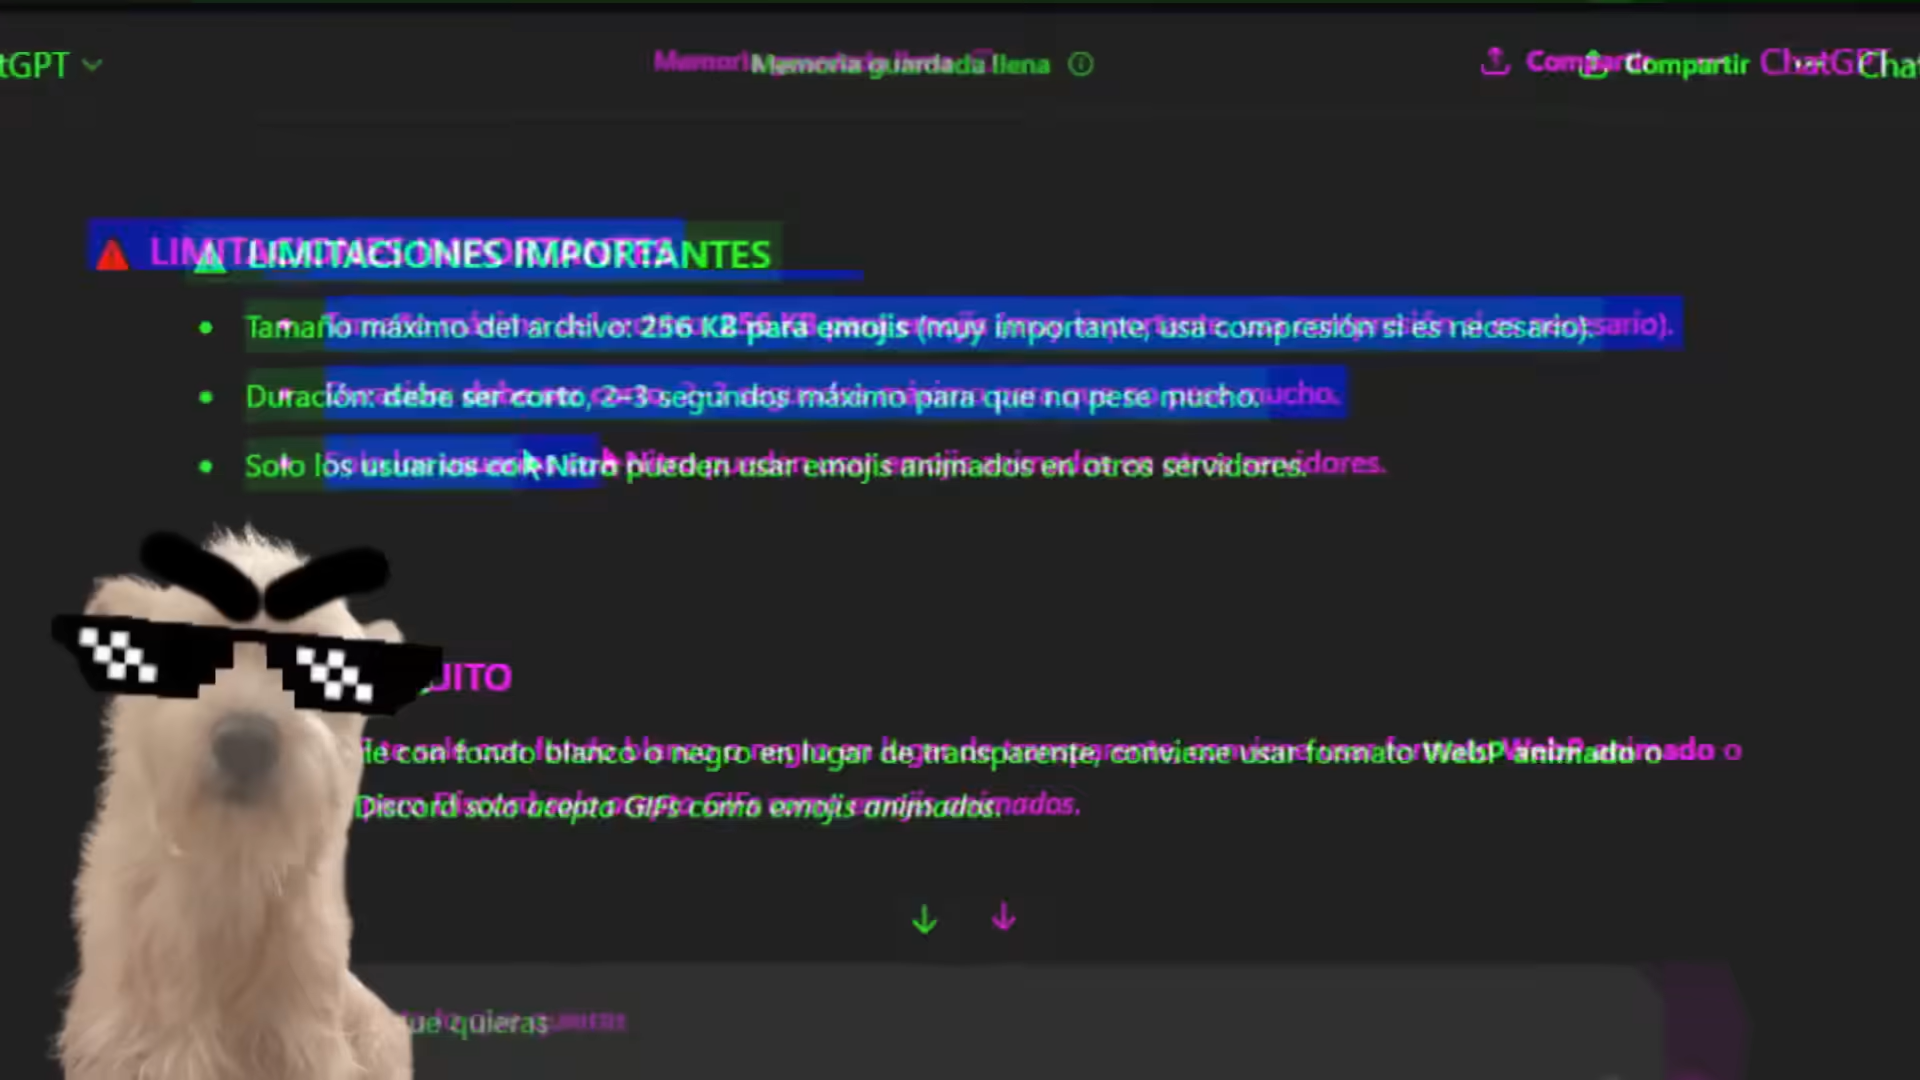 tGPT
Memoria guardada llena
Compartir
ChatGPT
LIMITACIONES IMPORTANTES
Tamaño máximo del archivo: 256 KB para emojis (muy importante, usa compresión si es necesario).
Duración: debe ser corto, 2-3 segundos máximo para que no pese mucho.
Solo los usuarios con Nitro pueden usar emojis animados en otros servidores.
UITO
con fondo blanco o negro en lugar de transparente, conviene usar formato WebP animado o
Discord solo acepta GIFs como emojis animados.
ue quieras